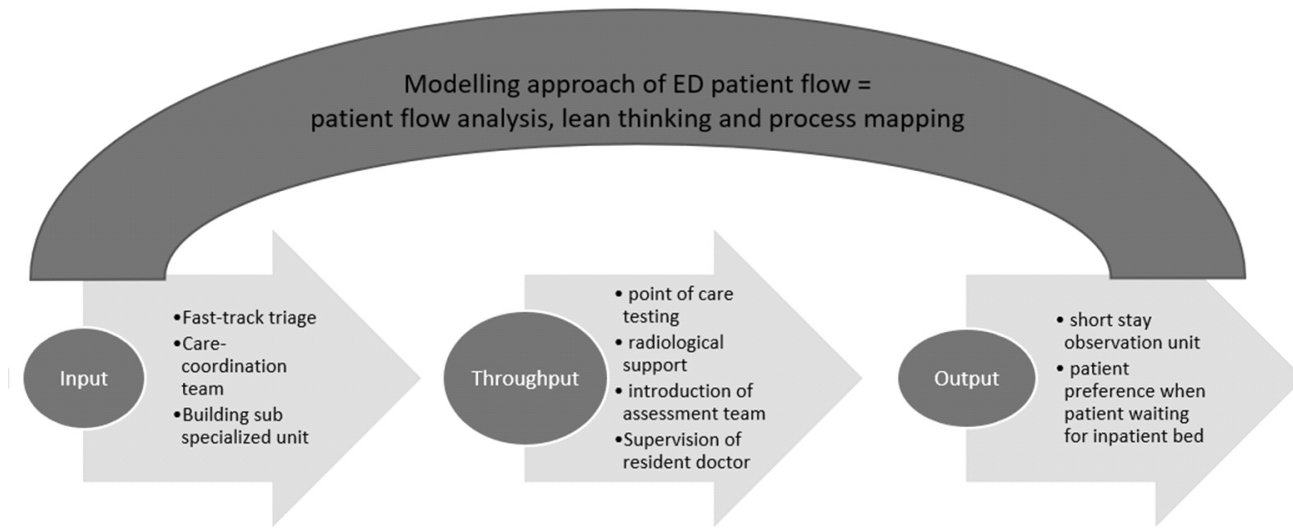 Modelling approach of ED patient flow =
patient flow analysis, lean thinking and process mapping
Input
•Fast-track triage
•Care-
coordination
team
•Building sub
specialized unit
Throughput
• point of care
testing
• radiological
support
• introduction of
assessment team
•Supervision of
resident doctor
Output
• short stay
observation unit
• patient
preference when
patient waiting
for inpatient bed